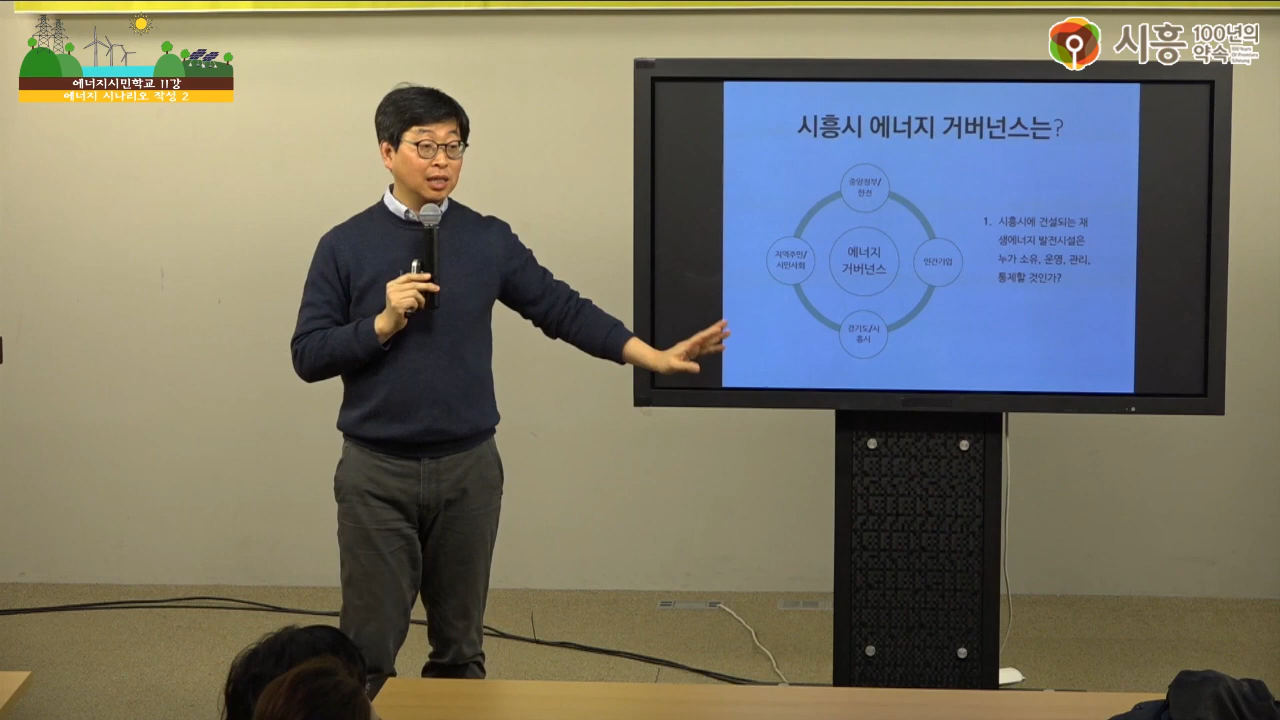 에너지시민학교 11강
에너지 시나리오 작성 2
시흥 100년의
약속
시흥시 에너지 거버넌스는?
중앙정부/
한전
지역주민/
시민사회
에너지
거버넌스
민간기업
경기도/시
흥시
1. 시흥시에 건설되는 재
생에너지 발전시설은
누가 소유, 운영, 관리,
통제할 것인가?